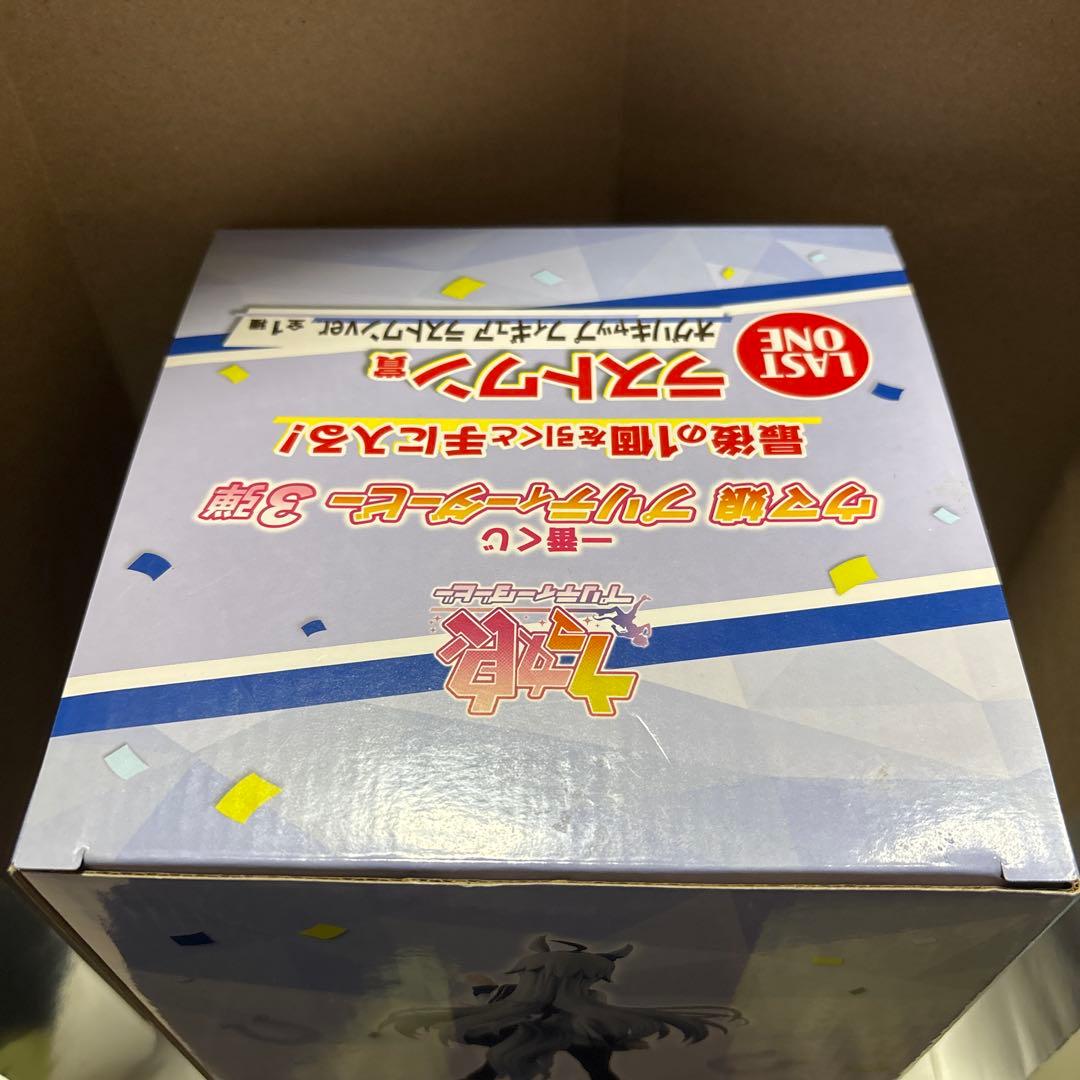 ウマ娘
プリティーダービー
一番くじ
ウマ娘 プリティーダービー 3弾
最後の1個を引くと手に入る!
LAST
ONE
ラストワン賞
オグリキャップ フィギュア ラストワンver. 全1種